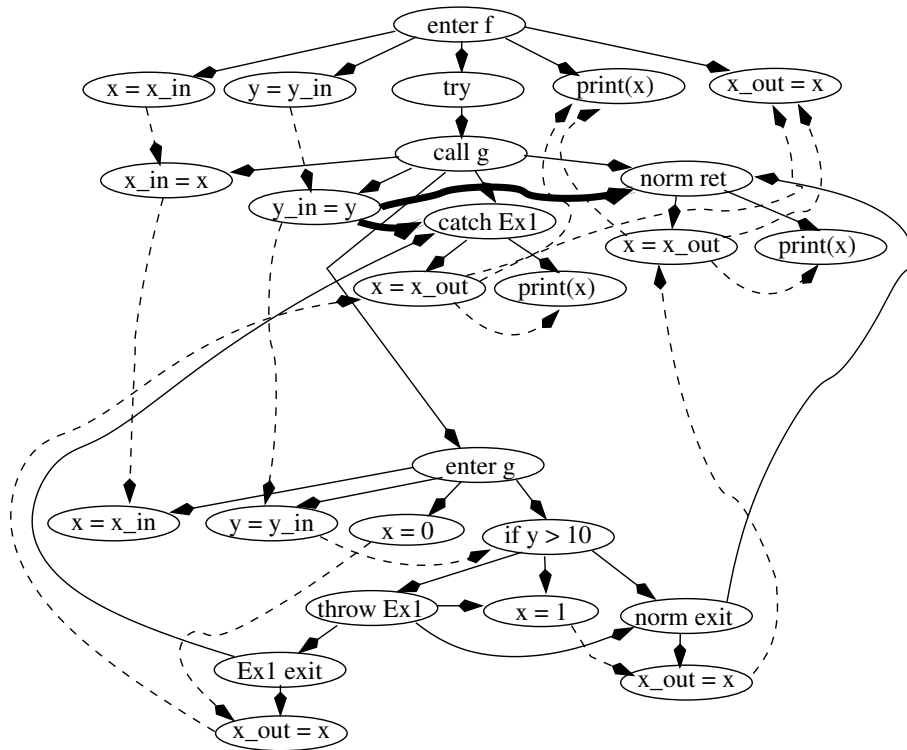 enter f
x = x_in
y = y_in
try
print(x)
x_out = x
call g
x_in = x
norm ret
y_in = y
catch Ex1
x = x_out
print(x)
x = x_out
print(x)
enter g
x = x_in
y = y_in
x = 0
if y > 10
throw Ex1
x = 1
norm exit
Ex1 exit
x_out = x
x_out = x